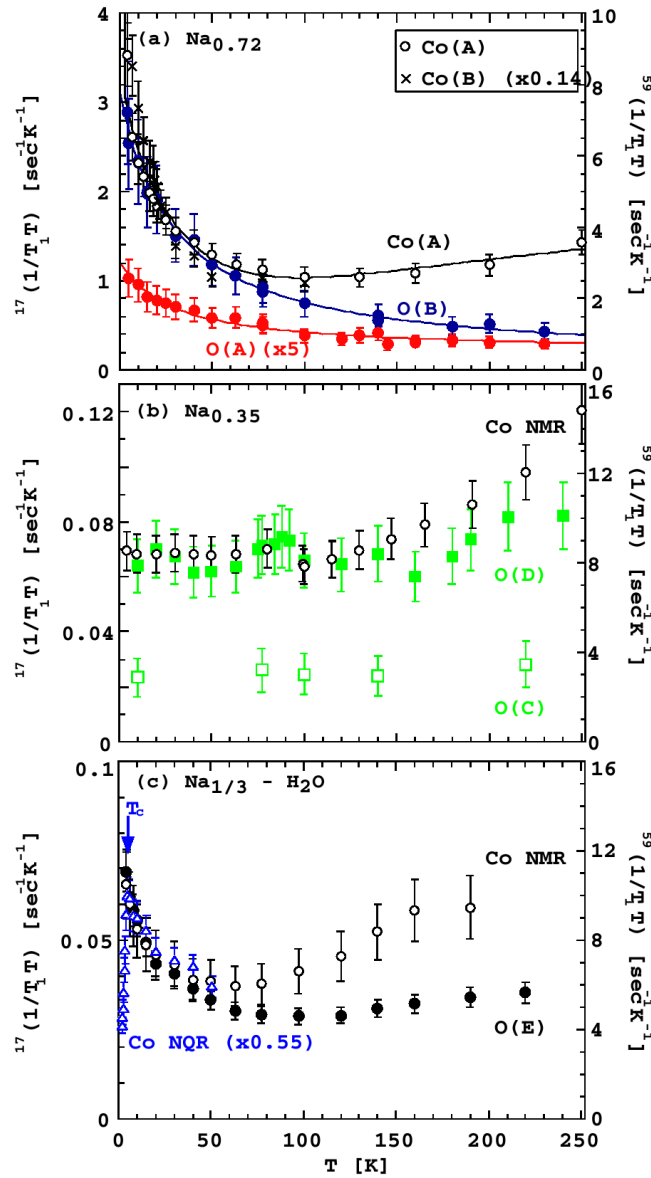 4
3
2
1
0
17(1/T1T) [sec-1K-1]
(a) Na0.72
Co(A)
Co(B) (x0.14)
Co(A)
O(B)
O(A)(x5)
10
8
6
4
2
0
59(1/T1T) [sec-1K-1]
0.12
0.08
0.04
0
17(1/T1T) [sec-1K-1]
(b) Na0.35
Co NMR
O(D)
O(C)
16
12
8
4
0
59(1/T1T) [sec-1K-1]
0.1
0.05
0
17(1/T1T) [sec-1K-1]
(c) Na1/3 - H2O
Tc
Co NMR
O(E)
Co NQR (x0.55)
16
12
8
4
0
59(1/T1T) [sec-1K-1]
0 50 100 150 200 250
T [K]